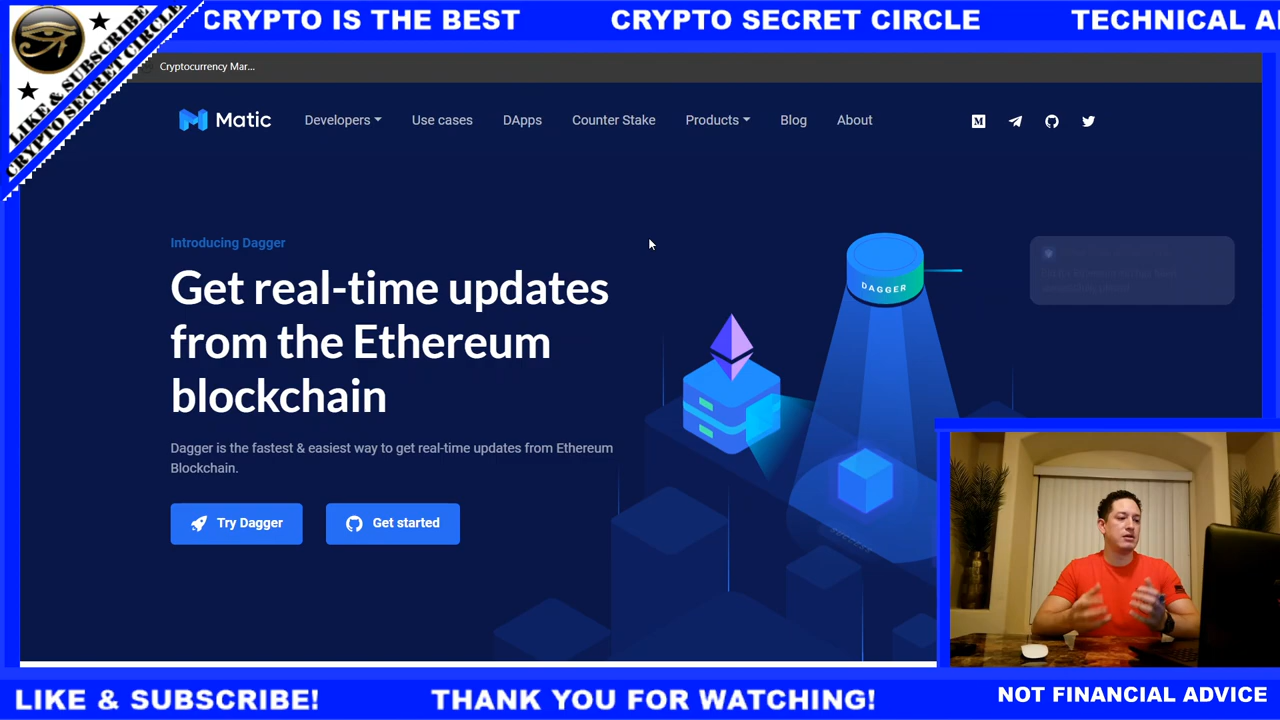 CRYPTO IS THE BEST
CRYPTO SECRET CIRCLE
TECHNICAL
LIKE & SUBSCRIBE
CRYPTO SECRET CIRCLE
Cryptocurrency Mar...
Matic
Developers
Use cases
DApps
Counter Stake
Products
Blog
About
Introducing Dagger
Get real-time updates
from the Ethereum
blockchain
Dagger is the fastest & easiest way to get real-time updates from Ethereum
Blockchain.
Try Dagger
Get started
DAGGER
LIKE & SUBSCRIBE!
THANK YOU FOR WATCHING!
NOT FINANCIAL ADVICE